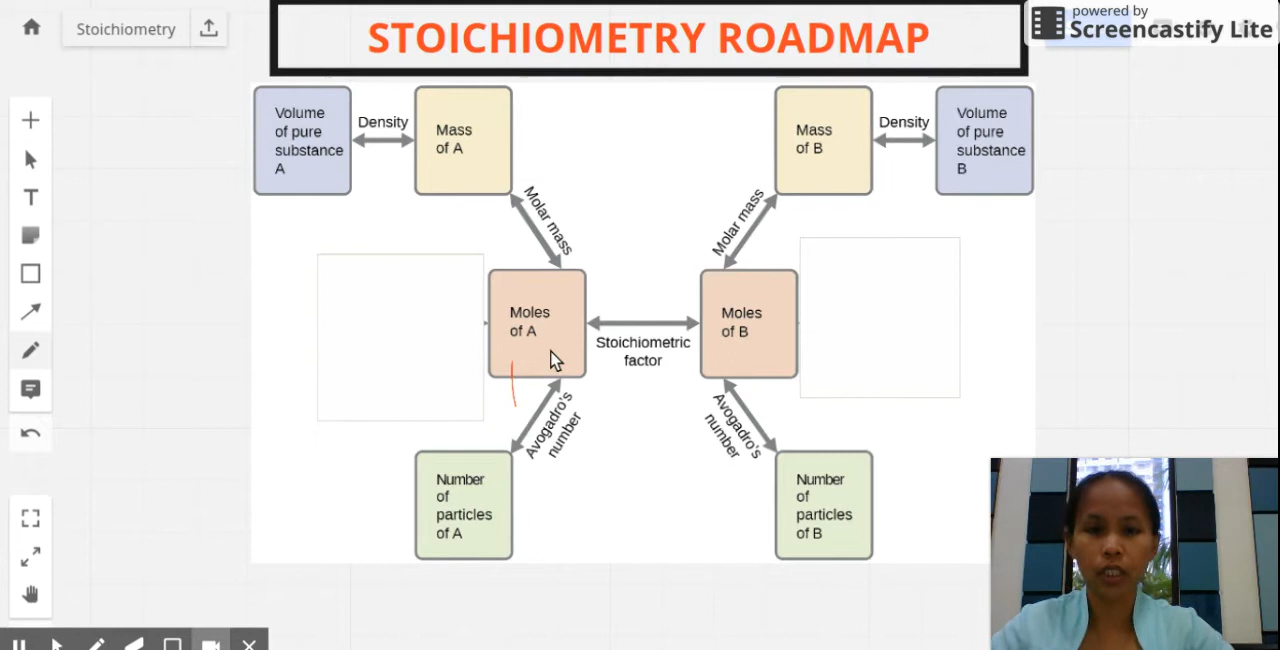 Stoichiometry
STOICHIOMETRY ROADMAP
powered by
Screencastify Lite
Volume
of pure
substance
A
Density
Mass
of A
Mass
of B
Density
Volume
of pure
substance
B
Molar mass
Molar mass
Moles
of A
Stoichiometric
factor
Moles
of B
Avogadro's
number
Avogadro's
number
Number
of
particles
of A
Number
of
particles
of B
T